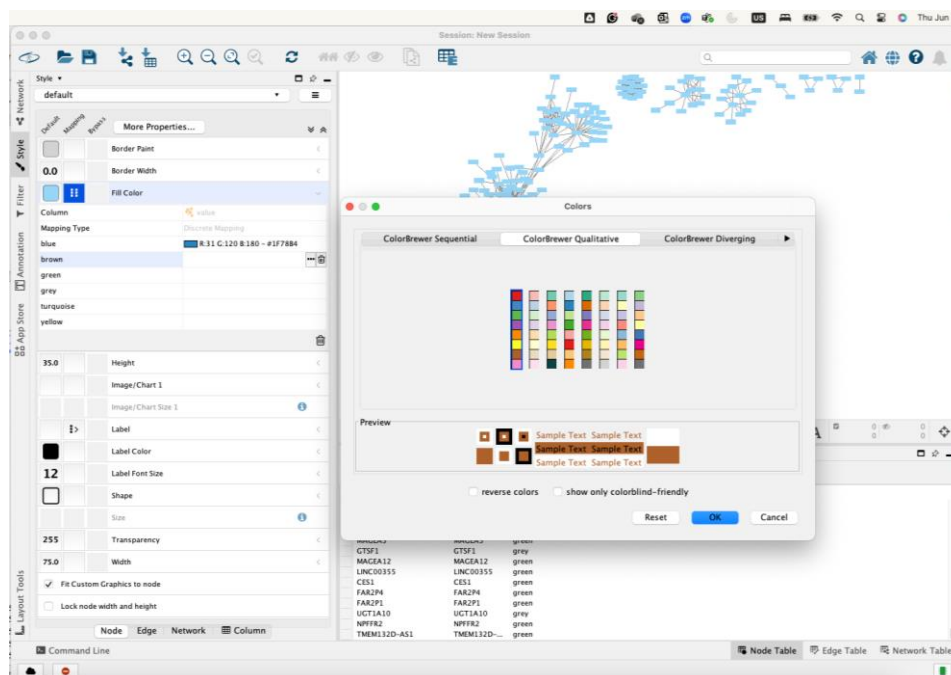 US
Thu Jun
Session: New Session
Style
default
Default
Mapping
Bypass
More Properties...
Border Paint
0.0 Border Width
Fill Color
Column value
Mapping Type Discrete Mapping
blue R:31 G:120 B:180 - #1F78B4
brown
green
grey
turquoise
yellow
35.0 Height
Image/Chart 1
Image/Chart Size 1
Label
Label Color
12 Label Font Size
Shape
Size
255 Transparency
75.0 Width
Fit Custom Graphics to node
Lock node width and height
Node Edge Network Column
Network
Style
Filter
Annotation
App Store
Layout Tools
Colors
ColorBrewer Sequential ColorBrewer Qualitative ColorBrewer Diverging
Preview
Sample Text Sample Text
Sample Text Sample Text
Sample Text Sample Text
reverse colors show only colorblind-friendly
Reset OK Cancel
A
0 0
0 0
GTSF1 GTSF1 grey
MAGEA12 MAGEA12 green
LINC00355 LINC00355 green
CES1 CES1 green
FAR2P4 FAR2P4 green
FAR2P1 FAR2P1 green
UGT1A10 UGT1A10 grey
NPFFR2 NPFFR2 green
TMEM132D-AS1 TMEM132D-... green
Command Line
Node Table Edge Table Network Table